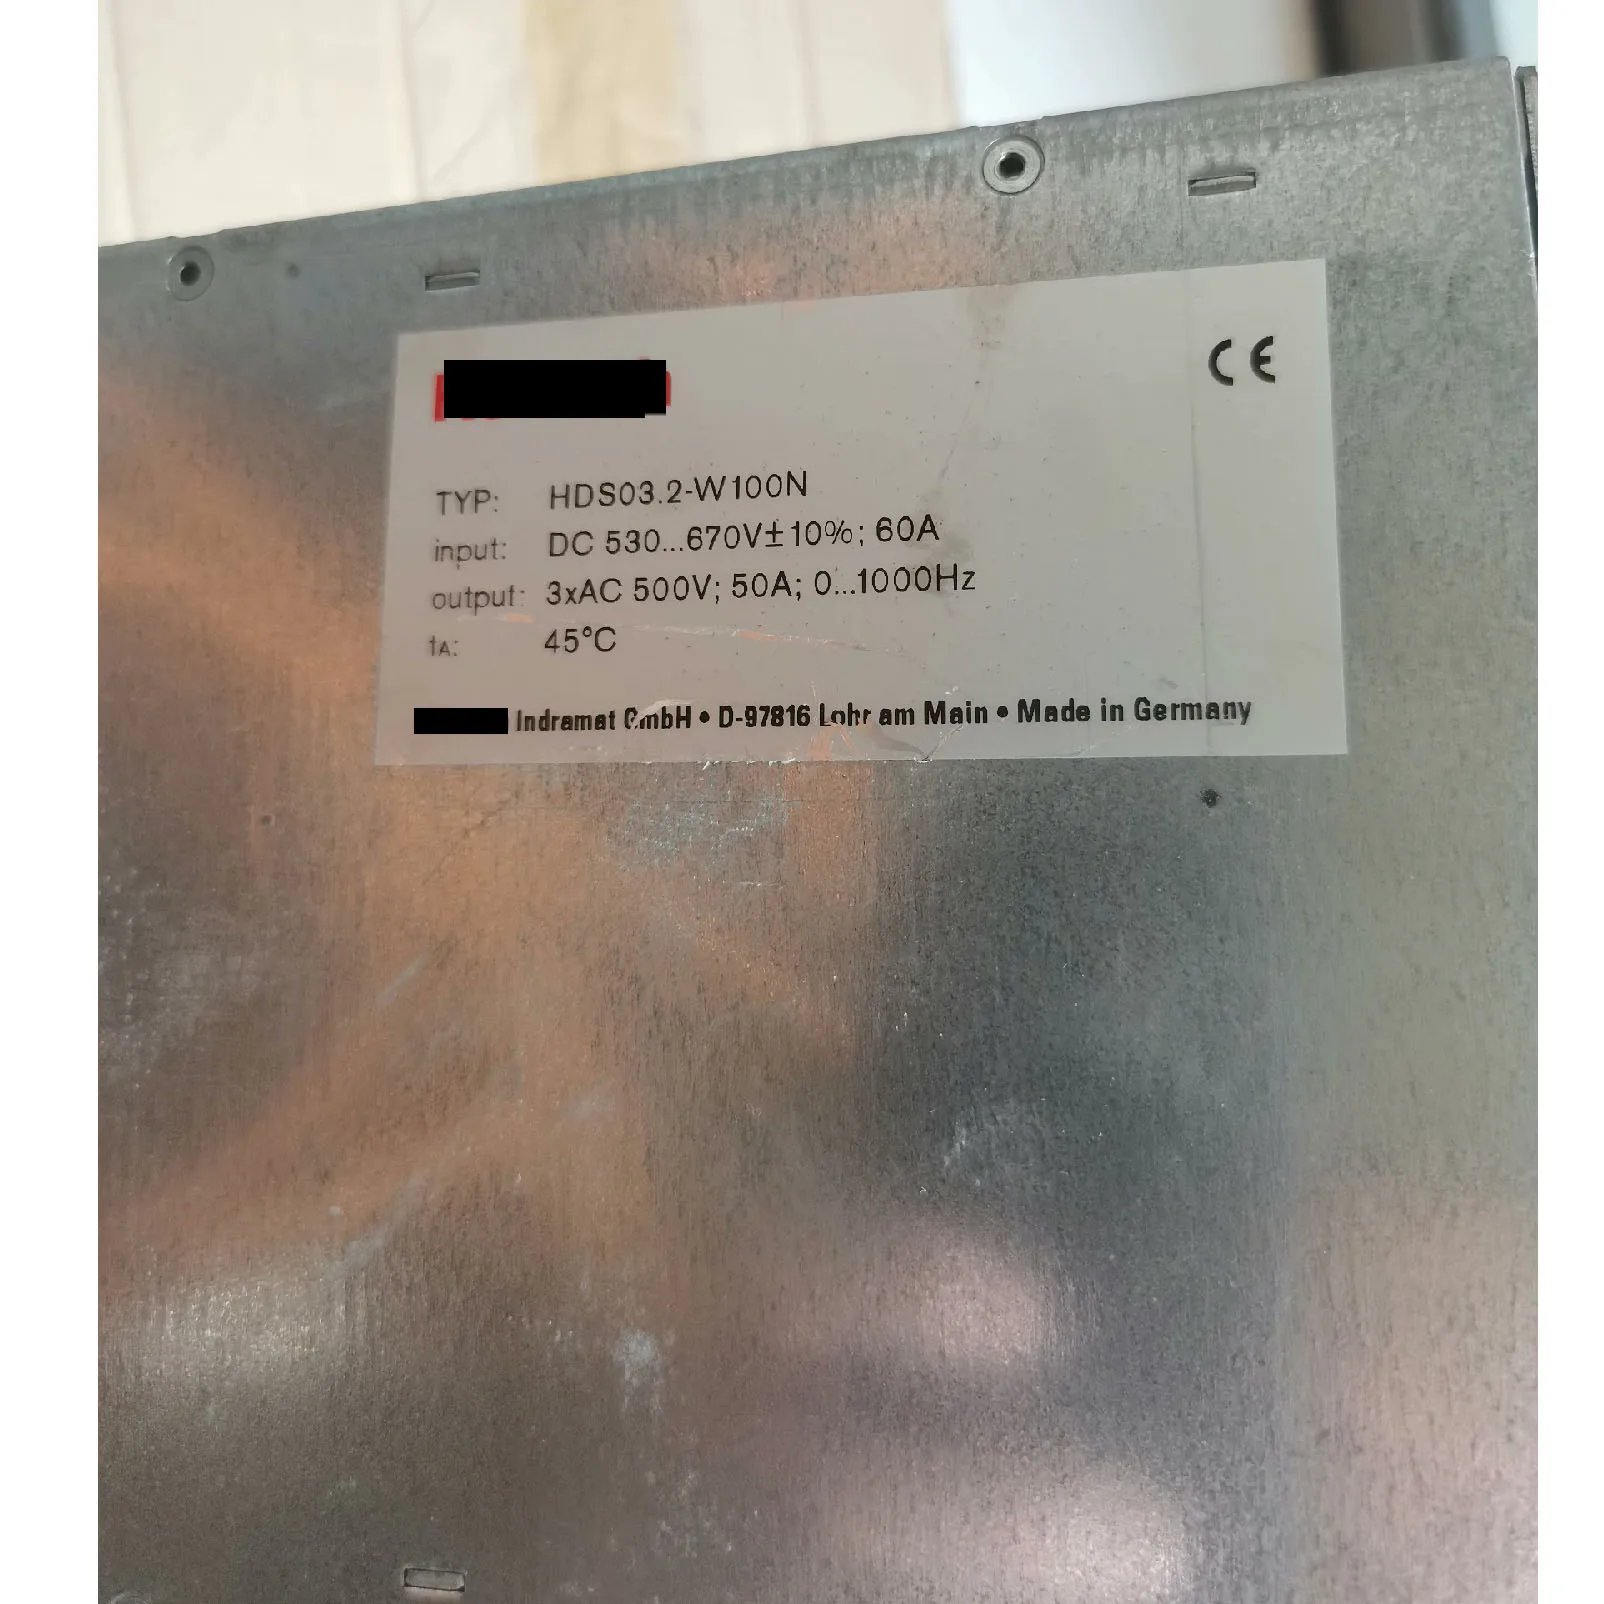 CE
TYP: HDS03.2-W100N
input: DC 530...670V±10%; 60A
output: 3xAC 500V; 50A; 0...1000Hz
tA: 45°C
Indramat GmbH • D-97816 Lohr am Main • Made in Germany